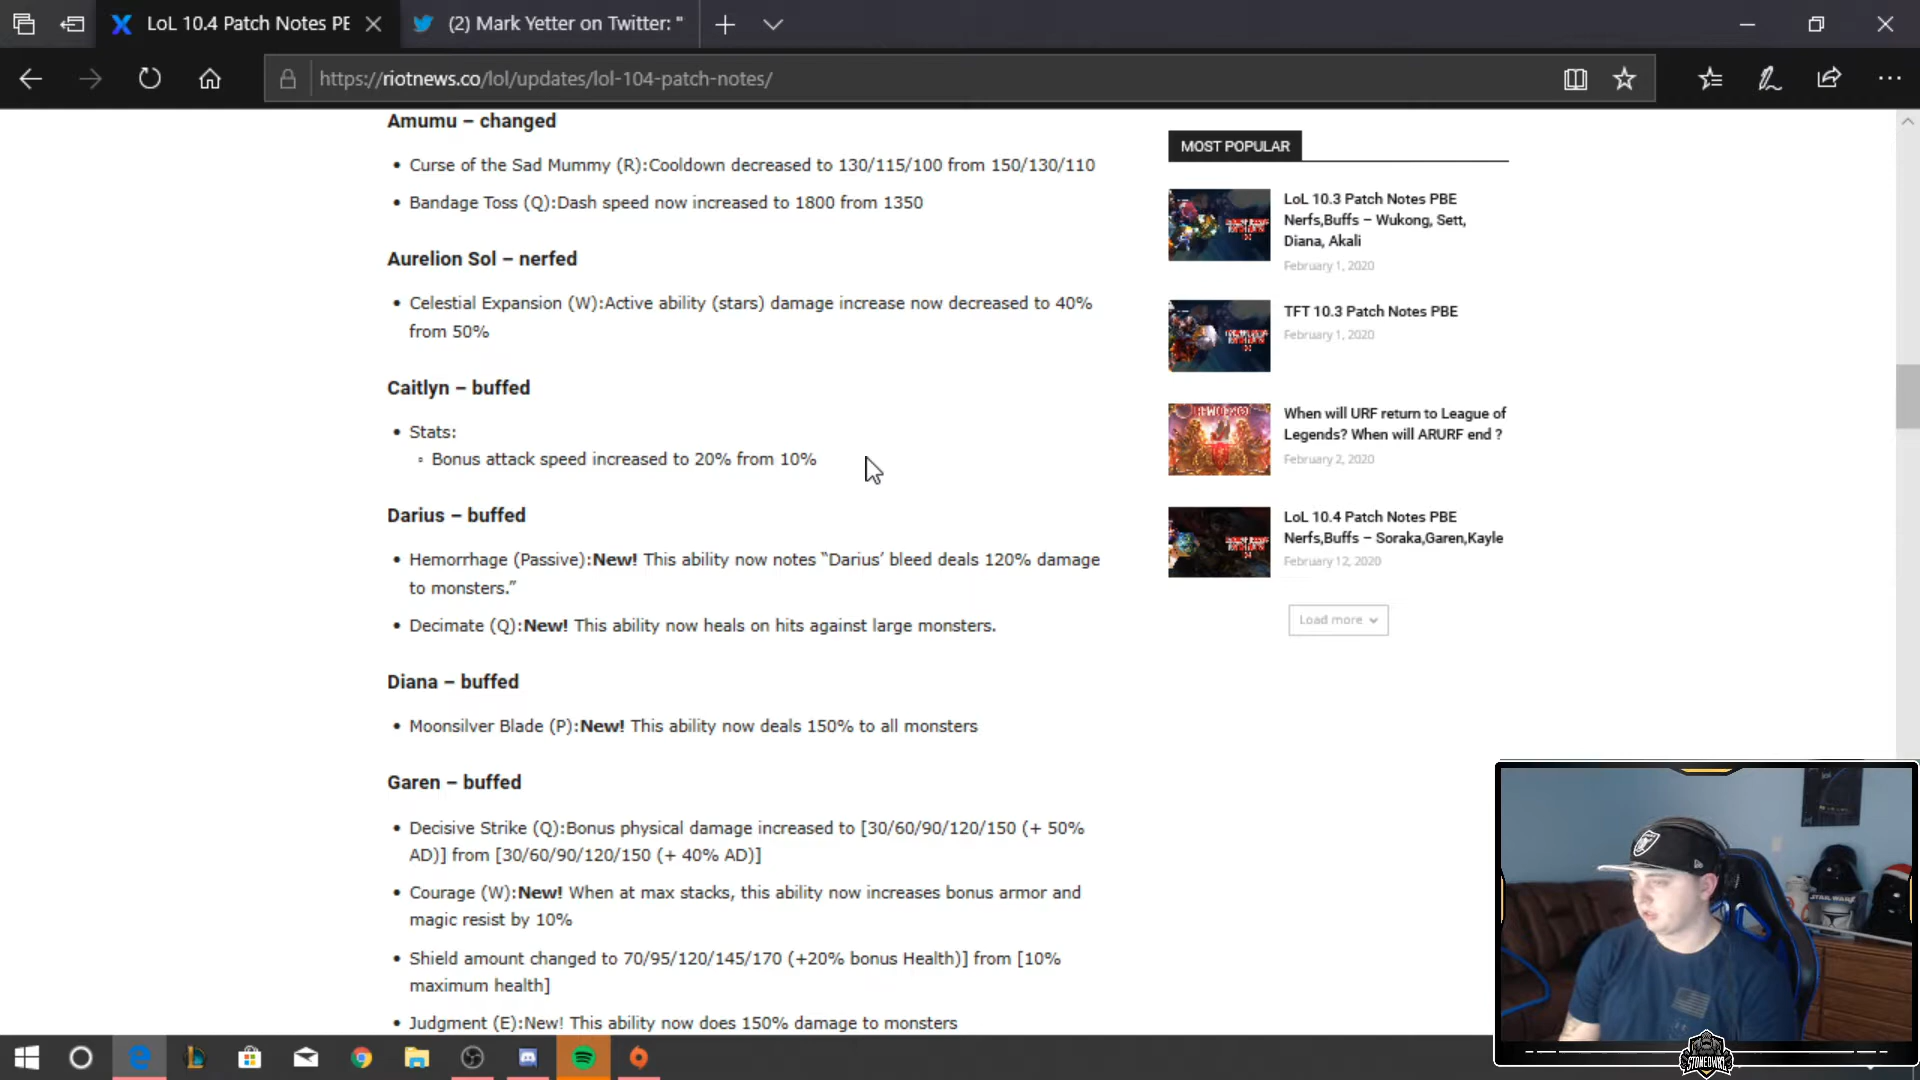 LoL 10.4 Patch Notes PE
(2) Mark Yetter on Twitter: "
https://riotnews.co/lol/updates/lol-104-patch-notes/
Amumu – changed
• Curse of the Sad Mummy (R):Cooldown decreased to 130/115/100 from 150/130/110
• Bandage Toss (Q):Dash speed now increased to 1800 from 1350
Aurelion Sol – nerfed
• Celestial Expansion (W):Active ability (stars) damage increase now decreased to 40%
from 50%
Caitlyn – buffed
• Stats:
◦ Bonus attack speed increased to 20% from 10%
Darius – buffed
• Hemorrhage (Passive):New! This ability now notes “Darius’ bleed deals 120% damage
to monsters.”
• Decimate (Q):New! This ability now heals on hits against large monsters.
Diana – buffed
• Moonsilver Blade (P):New! This ability now deals 150% to all monsters
Garen – buffed
• Decisive Strike (Q):Bonus physical damage increased to [30/60/90/120/150 (+ 50%
AD)] from [30/60/90/120/150 (+ 40% AD)]
• Courage (W):New! When at max stacks, this ability now increases bonus armor and
magic resist by 10%
• Shield amount changed to 70/95/120/145/170 (+20% bonus Health)] from [10%
maximum health]
• Judgment (E):New! This ability now does 150% damage to monsters
MOST POPULAR
LoL 10.3 Patch Notes PBE
Nerfs,Buffs – Wukong, Sett,
Diana, Akali
February 1, 2020
TFT 10.3 Patch Notes PBE
February 1, 2020
When will URF return to League of
Legends? When will ARURF end ?
February 2, 2020
LoL 10.4 Patch Notes PBE
Nerfs,Buffs – Soraka,Garen,Kayle
February 12, 2020
Load more
STAR WARS